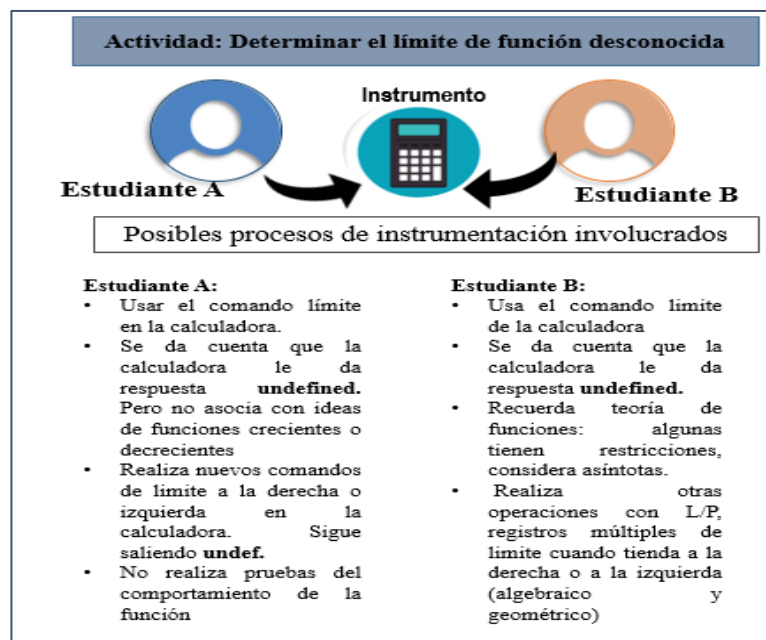 Actividad: Determinar el límite de función desconocida
Instrumento
Estudiante A
Estudiante B
Posibles procesos de instrumentación involucrados
Estudiante A:
• Usar el comando límite
en la calculadora.
• Se da cuenta que la
calculadora le da
respuesta undefined.
Pero no asocia con ideas
de funciones crecientes o
decrecientes
• Realiza nuevos comandos
de limite a la derecha o
izquierda en la
calculadora. Sigue
saliendo undef.
• No realiza pruebas del
comportamiento de la
función
Estudiante B:
• Usa el comando limite
de la calculadora
• Se da cuenta que la
calculadora le da
respuesta undefined.
• Recuerda teoría de
funciones: algunas
tienen restricciones,
considera asíntotas.
• Realiza otras
operaciones con L/P,
registros múltiples de
limite cuando tienda a la
derecha o a la izquierda
(algebraico y
geométrico)